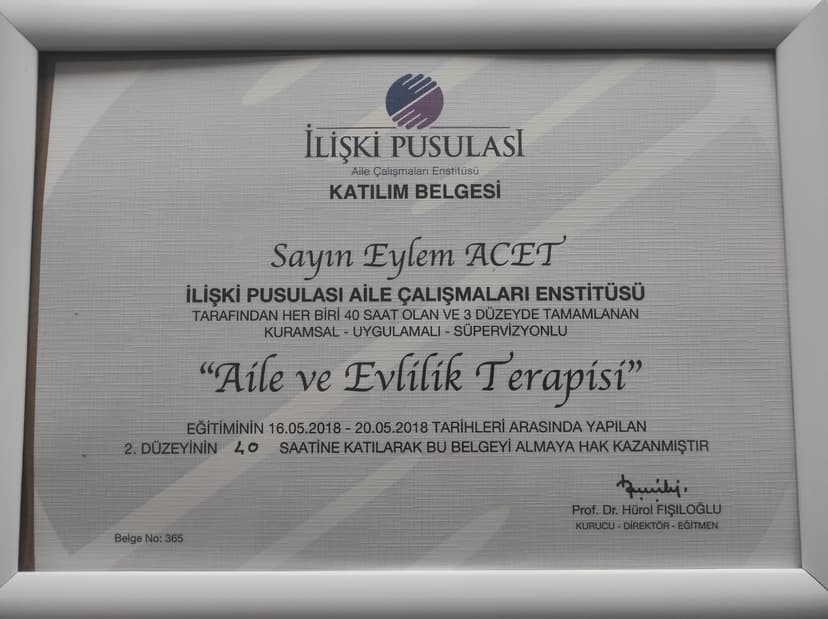 İLİŞKİ PUSULASI
Aile Çalışmaları Enstitüsü
KATILIM BELGESİ
Sayın Eylem ACET
İLİŞKİ PUSULASI AİLE ÇALIŞMALARI ENSTİTÜSÜ
TARAFINDAN HER BİRİ 40 SAAT OLAN VE 3 DÜZEYDE TAMAMLANAN
KURAMSAL - UYGULAMALI - SÜPERVİZYONLU
“Aile ve Evlilik Terapisi”
EĞİTİMİNİN 16.05.2018 - 20.05.2018 TARİHLERİ ARASINDA YAPILAN
2. DÜZEYİNİN 40 SAATİNE KATILARAK BU BELGEYİ ALMAYA HAK KAZANMIŞTIR
Prof. Dr. Hürol FIŞILOĞLU
KURUCU - DİREKTÖR - EĞİTMEN
Belge No: 365